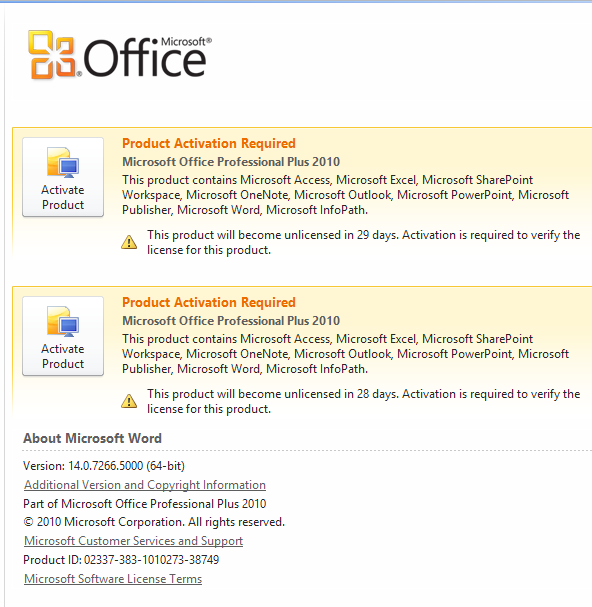 Microsoft®
Office
Activate
Product
Product Activation Required
Microsoft Office Professional Plus 2010
This product contains Microsoft Access, Microsoft Excel, Microsoft SharePoint
Workspace, Microsoft OneNote, Microsoft Outlook, Microsoft PowerPoint, Microsoft
Publisher, Microsoft Word, Microsoft InfoPath.
This product will become unlicensed in 29 days. Activation is required to verify the
license for this product.
Activate
Product
Product Activation Required
Microsoft Office Professional Plus 2010
This product contains Microsoft Access, Microsoft Excel, Microsoft SharePoint
Workspace, Microsoft OneNote, Microsoft Outlook, Microsoft PowerPoint, Microsoft
Publisher, Microsoft Word, Microsoft InfoPath.
This product will become unlicensed in 28 days. Activation is required to verify the
license for this product.
About Microsoft Word
Version: 14.0.7266.5000 (64-bit)
Additional Version and Copyright Information
Part of Microsoft Office Professional Plus 2010
© 2010 Microsoft Corporation. All rights reserved.
Microsoft Customer Services and Support
Product ID: 02337-383-1010273-38749
Microsoft Software License Terms